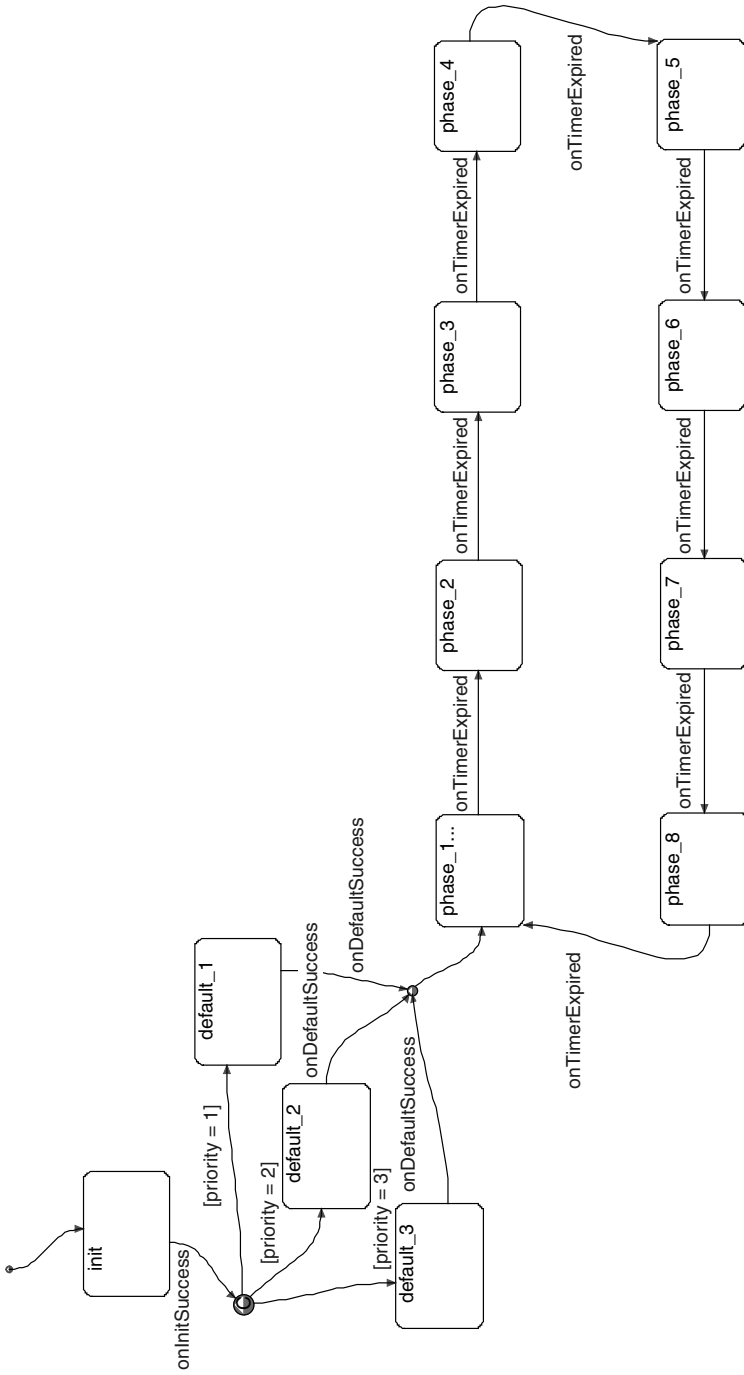 init
onInitSuccess
[priority = 1]
default_1
onDefaultSuccess
[priority = 2]
default_2
onDefaultSuccess
[priority = 3]
default_3
onDefaultSuccess
phase_1...
onTimerExpired
phase_2
onTimerExpired
phase_3
onTimerExpired
phase_4
onTimerExpired
phase_5
onTimerExpired
phase_6
onTimerExpired
phase_7
onTimerExpired
phase_8
onTimerExpired